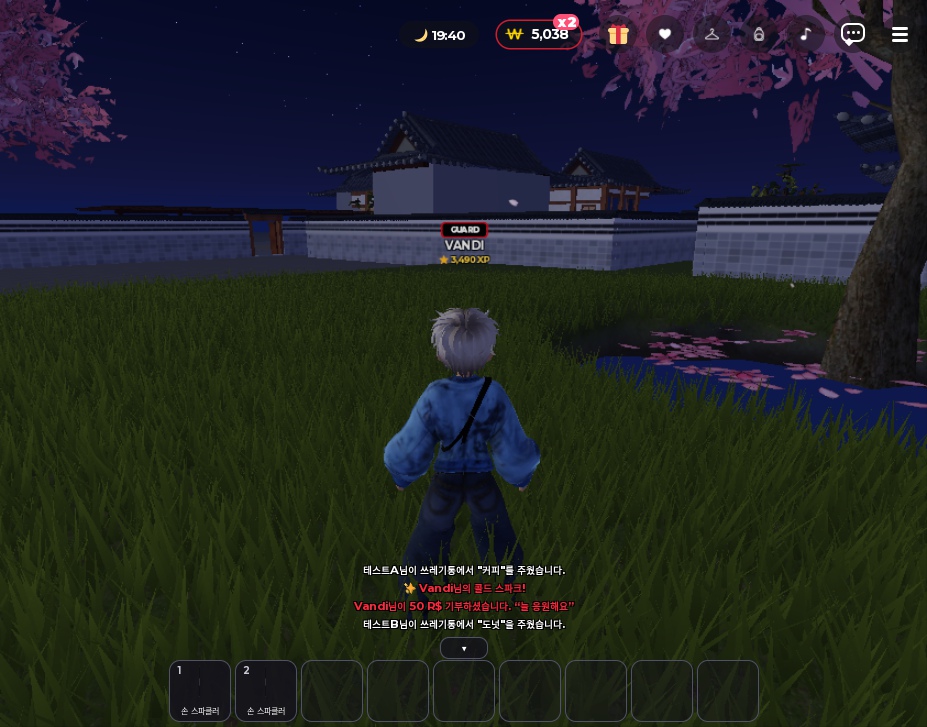 19:40
₩ 5,038
x2
GUARD
VANDI
⭐ 3,490 XP
테스트A님이 쓰레기통에서 "커피"를 주웠습니다.
✨ Vandi님의 콜드 스파크!
Vandi님이 50 R$ 기부하셨습니다. "늘 응원해요"
테스트B님이 쓰레기통에서 "도넛"을 주웠습니다.
▼
1
손 스파클러
2
손 스파클러